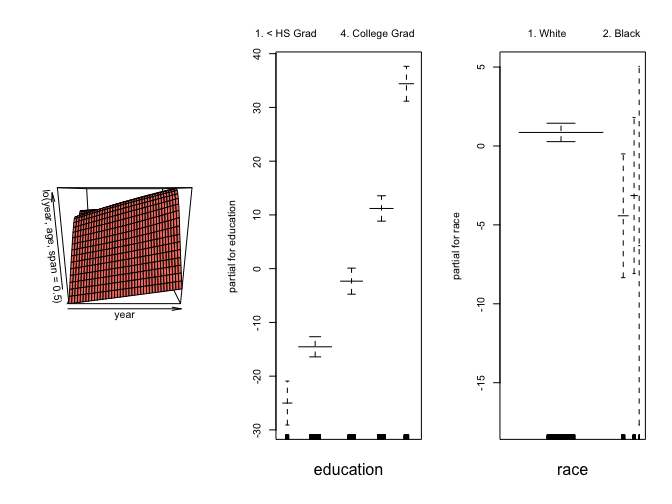 lo(year, age, span = 0.5)
year
1. < HS Grad 4. College Grad
partial for education
40
30
20
10
0
-10
-20
-30
education
1. White 2. Black
partial for race
5
0
-5
-10
-15
race